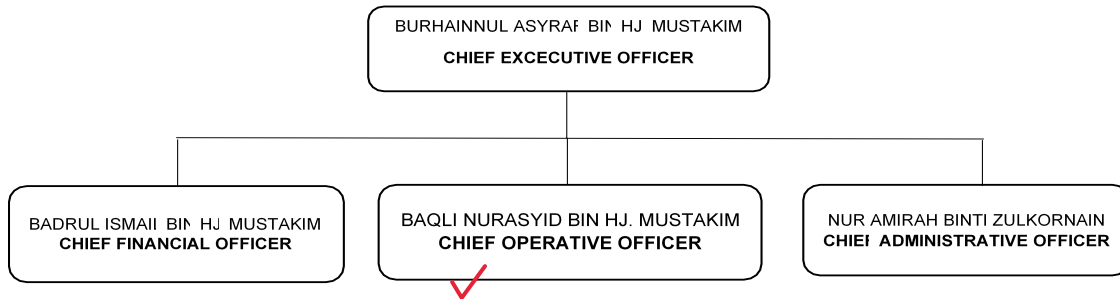 BURHAINNUL ASYRAF BIN HJ MUSTAKIM
CHIEF EXCECUTIVE OFFICER
BADRUL ISMAIL BIN HJ MUSTAKIM
CHIEF FINANCIAL OFFICER
BAQLI NURASYID BIN HJ. MUSTAKIM
CHIEF OPERATIVE OFFICER
NUR AMIRAH BINTI ZULKORNAIN
CHIEF ADMINISTRATIVE OFFICER